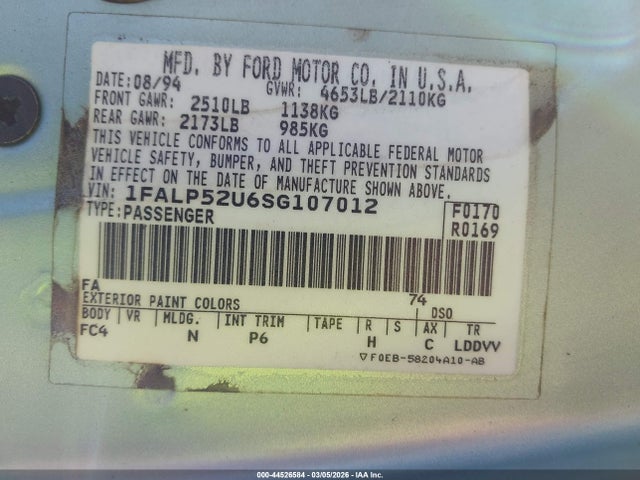 MFD. BY FORD MOTOR CO. IN U.S.A.
DATE: 08/94 GVWR: 4653LB/2110KG
FRONT GAWR: 2510LB 1138KG
REAR GAWR: 2173LB 985KG
THIS VEHICLE CONFORMS TO ALL APPLICABLE FEDERAL MOTOR
VEHICLE SAFETY, BUMPER, AND THEFT PREVENTION STANDARDS
IN EFFECT ON THE DATE OF MANUFACTURE SHOWN ABOVE.
VIN: 1FALP52U6SG107012 F0170
TYPE: PASSENGER R0169
FA 74
EXTERIOR PAINT COLORS DSO
BODY VR MLDG. INT TRIM TAPE R S AX TR
FC4 N P6 H C LDDVV
▽F0EB-58204A10-AB
000-44526584 | 03/05/2026 | IAA Inc.